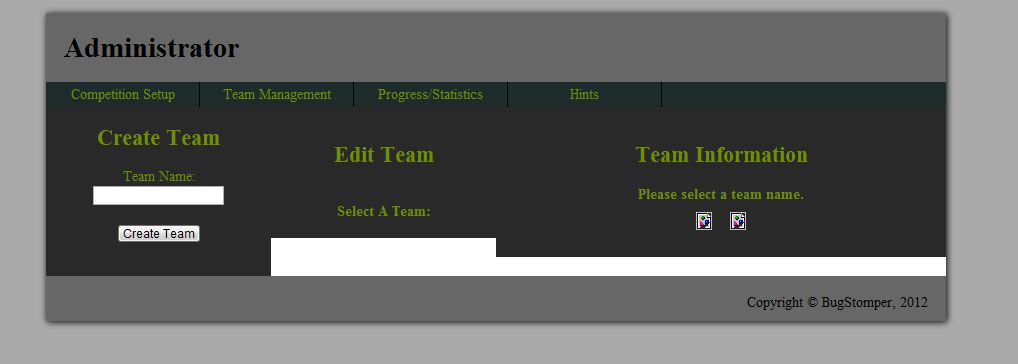 Administrator
Competition Setup Team Management Progress/Statistics Hints
Create Team
Team Name:
Create Team
Edit Team
Select A Team:
Team Information
Please select a team name.
Copyright © BugStomper, 2012